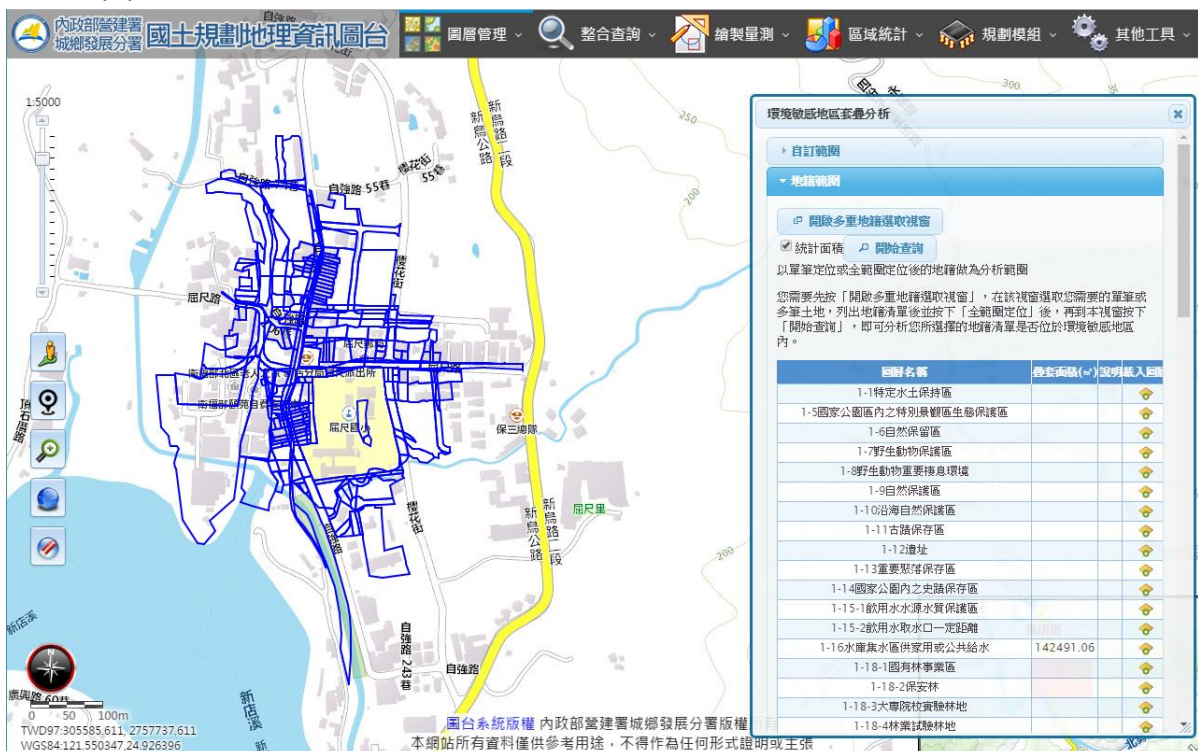 內政部營建署
城鄉發展分署
國土規劃地理資訊圖台
圖層管理
整合查詢
繪製量測
區域統計
規劃模組
其他工具
1:5000
自強路 55巷
櫻花街
55巷
新烏路二段
新烏公路
250
300
200
櫻花街
屈尺路
屈尺國小
保三總隊
頂石厝路
新烏路二段
新烏公路
屈尺里
200
櫻花街
自強路
自強路 243巷
自強路
新店溪
新店溪
廣興路 60巷
0 50 100m
TWD97:305585.611, 2757737.611
WGS84:121.550347,24.926396
圖台系統版權 內政部營建署城鄉發展分署版權所有
本網站所有資料僅供參考用途，不得作為任何形式證明或主張
環境敏感地區套疊分析
自訂範圍
地籍範圍
開啟多重地籍選取視窗
統計面積
開始查詢
以單筆定位或全範圍定位後的地籍做為分析範圍
您需要先按「開啟多重地籍選取視窗」，在該視窗選取您需要的單筆或
多筆土地，列出地籍清單後並按下「全範圍定位」後，再到本視窗按下
「開始查詢」，即可分析您所選擇的地籍清單是否位於環境敏感地區
內。
圖層名稱 疊套面積(㎡) 說明 載入圖
1-1特定水土保持區
1-5國家公園區內之特別景觀區生態保護區
1-6自然保留區
1-7野生動物保護區
1-8野生動物重要棲息環境
1-9自然保護區
1-10沿海自然保護區
1-11古蹟保存區
1-12遺址
1-13重要聚落保存區
1-14國家公園內之史蹟保存區
1-15-1飲用水水源水質保護區
1-15-2飲用水取水口一定距離
1-16水庫集水區供家用或公共給水 142491.06
1-18-1國有林事業區
1-18-2保安林
1-18-3大專院校實驗林地
1-18-4林業試驗林地